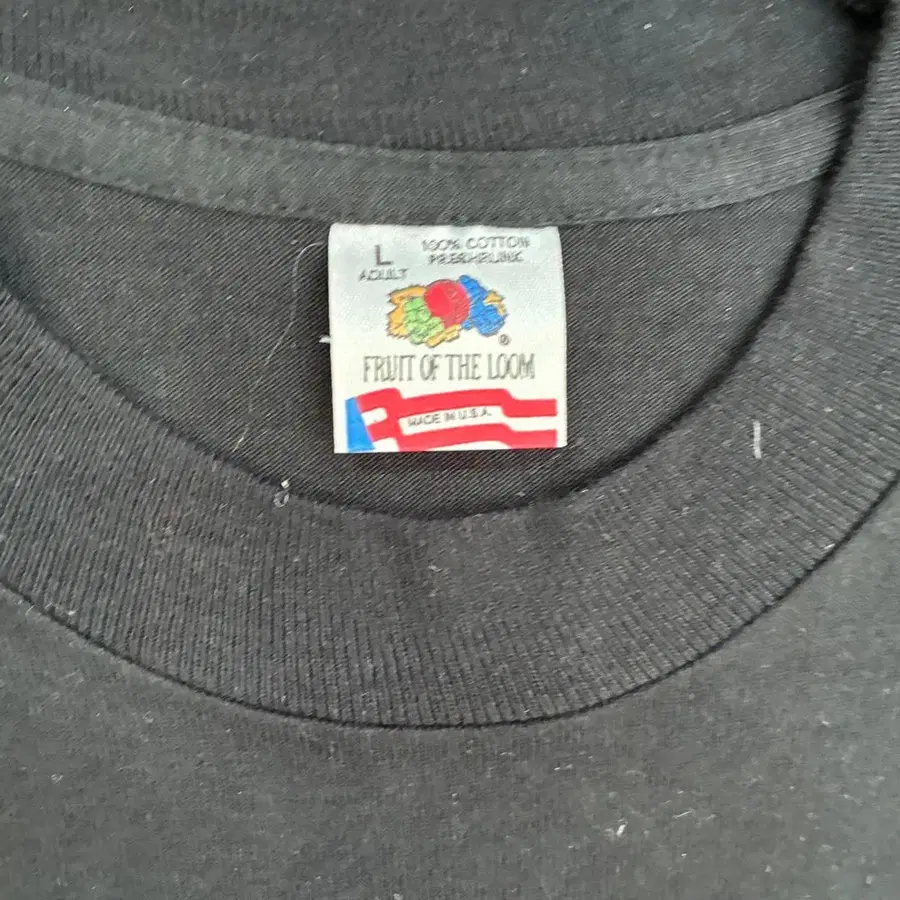 L
ADULT
100% COTTON
PRESHRUNK
®
FRUIT OF THE LOOM
MADE IN U.S.A.